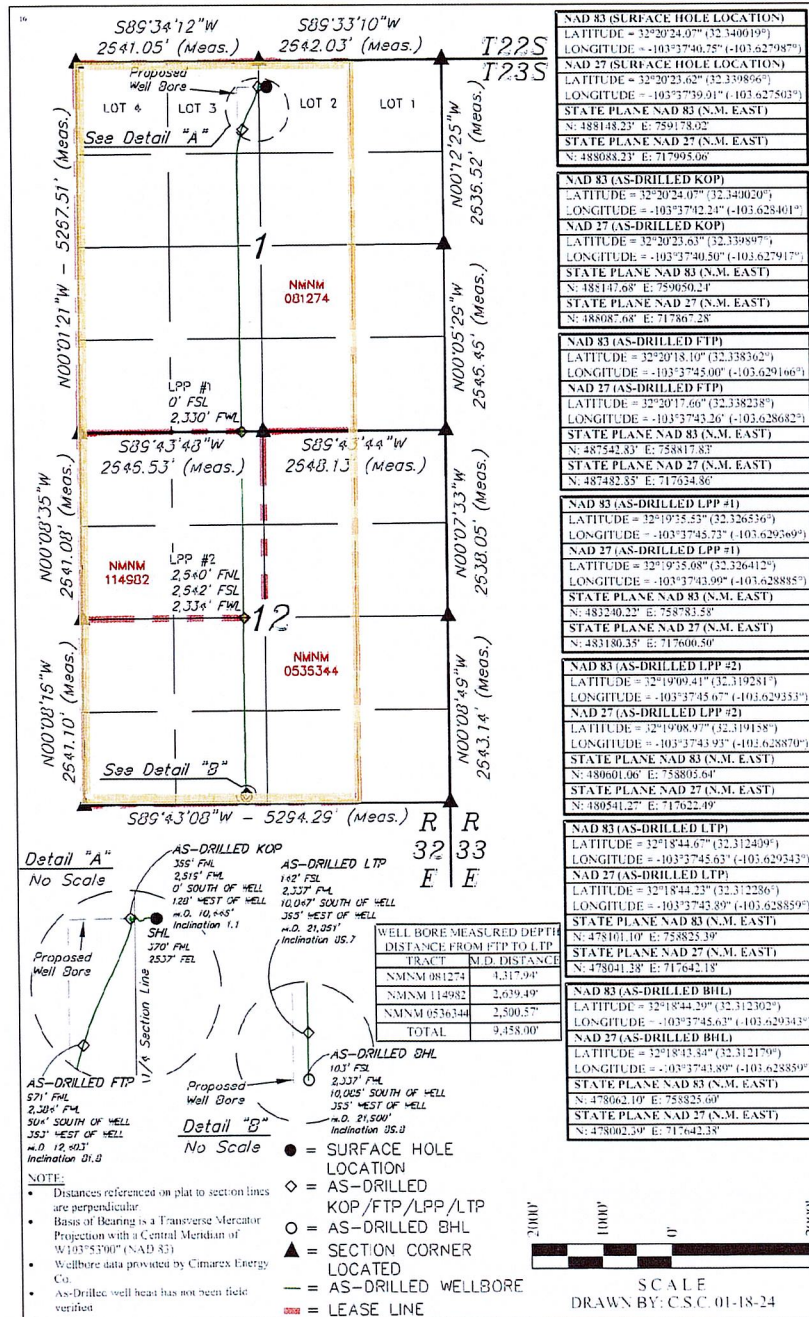 16
S89°34'12"W
2541.05' (Meas.)
S89°33'10"W
2542.03' (Meas.)
T22S
T23S
Proposed
Well Bore
LOT 4
LOT 3
LOT 2
LOT 1
See Detail "A"
N00°12'25"W
2636.52' (Meas.)
N00°01'21"W – 5267.51' (Meas.)
1
NMNM
081274
N00°05'29"W
2645.45' (Meas.)
LPP #1
0' FSL
2,330' FWL
S89°43'48"W
2646.53' (Meas.)
S89°43'44"W
2648.13' (Meas.)
N00°08'35"W
2641.08' (Meas.)
NMNM
114982
LPP #2
2,640' FNL
2,642' FSL
2,334' FWL
N00°07'33"W
2638.05' (Meas.)
12
NMNM
0536344
N00°08'16"W
2641.10' (Meas.)
N00°08'49"W
2643.14' (Meas.)
See Detail "B"
S89°43'08"W – 5294.29' (Meas.)
R R
32 33
E E
NAD 83 (SURFACE HOLE LOCATION)
LATITUDE = 32°20'24.07" (32.340019°)
LONGITUDE = -103°37'40.75" (-103.627987°)
NAD 27 (SURFACE HOLE LOCATION)
LATITUDE = 32°20'23.62" (32.339896°)
LONGITUDE = -103°37'39.01" (-103.627503°)
STATE PLANE NAD 83 (N.M. EAST)
N: 488148.23' E: 759178.02'
STATE PLANE NAD 27 (N.M. EAST)
N: 488088.23' E: 717995.06'
NAD 83 (AS-DRILLED KOP)
LATITUDE = 32°20'24.07" (32.340020°)
LONGITUDE = -103°37'42.24" (-103.628401°)
NAD 27 (AS-DRILLED KOP)
LATITUDE = 32°20'23.63" (32.339897°)
LONGITUDE = -103°37'40.50" (-103.627917°)
STATE PLANE NAD 83 (N.M. EAST)
N: 488147.68' E: 759050.24'
STATE PLANE NAD 27 (N.M. EAST)
N: 488087.68' E: 717867.28'
NAD 83 (AS-DRILLED FTP)
LATITUDE = 32°20'18.10" (32.338362°)
LONGITUDE = -103°37'45.00" (-103.629166°)
NAD 27 (AS-DRILLED FTP)
LATITUDE = 32°20'17.66" (32.338238°)
LONGITUDE = -103°37'43.26" (-103.628682°)
STATE PLANE NAD 83 (N.M. EAST)
N: 487542.83' E: 758817.83'
STATE PLANE NAD 27 (N.M. EAST)
N: 487482.85' E: 717634.86'
NAD 83 (AS-DRILLED LPP #1)
LATITUDE = 32°19'35.53" (32.326536°)
LONGITUDE = -103°37'45.73" (-103.629369°)
NAD 27 (AS-DRILLED LPP #1)
LATITUDE = 32°19'35.08" (32.326412°)
LONGITUDE = -103°37'43.99" (-103.628885°)
STATE PLANE NAD 83 (N.M. EAST)
N: 483240.22' E: 758783.58'
STATE PLANE NAD 27 (N.M. EAST)
N: 483180.35' E: 717600.50'
NAD 83 (AS-DRILLED LPP #2)
LATITUDE = 32°19'09.41" (32.319281°)
LONGITUDE = -103°37'45.67" (-103.629353°)
NAD 27 (AS-DRILLED LPP #2)
LATITUDE = 32°19'08.97" (32.319158°)
LONGITUDE = -103°37'43.93" (-103.628870°)
STATE PLANE NAD 83 (N.M. EAST)
N: 480601.06' E: 758805.64'
STATE PLANE NAD 27 (N.M. EAST)
N: 480541.27' E: 717622.49'
NAD 83 (AS-DRILLED LTP)
LATITUDE = 32°18'44.67" (32.312409°)
LONGITUDE = -103°37'45.63" (-103.629343°)
NAD 27 (AS-DRILLED LTP)
LATITUDE = 32°18'44.23" (32.312286°)
LONGITUDE = -103°37'43.89" (-103.628859°)
STATE PLANE NAD 83 (N.M. EAST)
N: 478101.10' E: 758825.39'
STATE PLANE NAD 27 (N.M. EAST)
N: 478041.38' E: 717642.18'
NAD 83 (AS-DRILLED BHL)
LATITUDE = 32°18'44.29" (32.312302°)
LONGITUDE = -103°37'45.63" (-103.629343°)
NAD 27 (AS-DRILLED BHL)
LATITUDE = 32°18'43.84" (32.312179°)
LONGITUDE = -103°37'43.89" (-103.628859°)
STATE PLANE NAD 83 (N.M. EAST)
N: 478062.10' E: 758825.60'
STATE PLANE NAD 27 (N.M. EAST)
N: 478002.39' E: 717642.38'
Detail "A"
No Scale
AS-DRILLED KOP
FNL
2,515' FWL
0' SOUTH OF WELL
128' WEST OF WELL
M.D. 10,665'
Inclination 1.1
SHL
370' FNL
2537' FEL
Proposed
Well Bore
1/4 Section Line
AS-DRILLED FTP
971' FNL
FWL
SOUTH OF WELL
WEST OF WELL
M.D. 12,403'
Inclination 81.8
AS-DRILLED LTP
142' FSL
2,337' FWL
10,047' SOUTH OF WELL
WEST OF WELL
M.D.
Inclination
Proposed
Well Bore
AS-DRILLED BHL
103' FSL
2,337' FWL
SOUTH OF WELL
WEST OF WELL
M.D. 21,900'
Inclination
Detail "B"
No Scale
WELL BORE MEASURED DEPTH
DISTANCE FROM FTP TO LTP
TRACT M.D. DISTANCE
NMNM 081274 4,317.94'
NMNM 114982 2,639.49'
NMNM 0536344 2,500.57'
TOTAL 9,458.00'
NOTE:
• Distances referenced on plat to section lines
are perpendicular
• Basis of Bearing is a Transverse Mercator
Projection with a Central Meridian of
W103°53'00" (NAD 83)
• Wellbore data provided by Cimarex Energy
Co.
• As-Drilled well head has not been field
verified
= SURFACE HOLE
LOCATION
= AS-DRILLED
KOP/FTP/LPP/LTP
= AS-DRILLED BHL
= SECTION CORNER
LOCATED
= AS-DRILLED WELLBORE
= LEASE LINE
2000'
1000'
0'
SCALE
DRAWN BY: C.S.C. 01-18-24